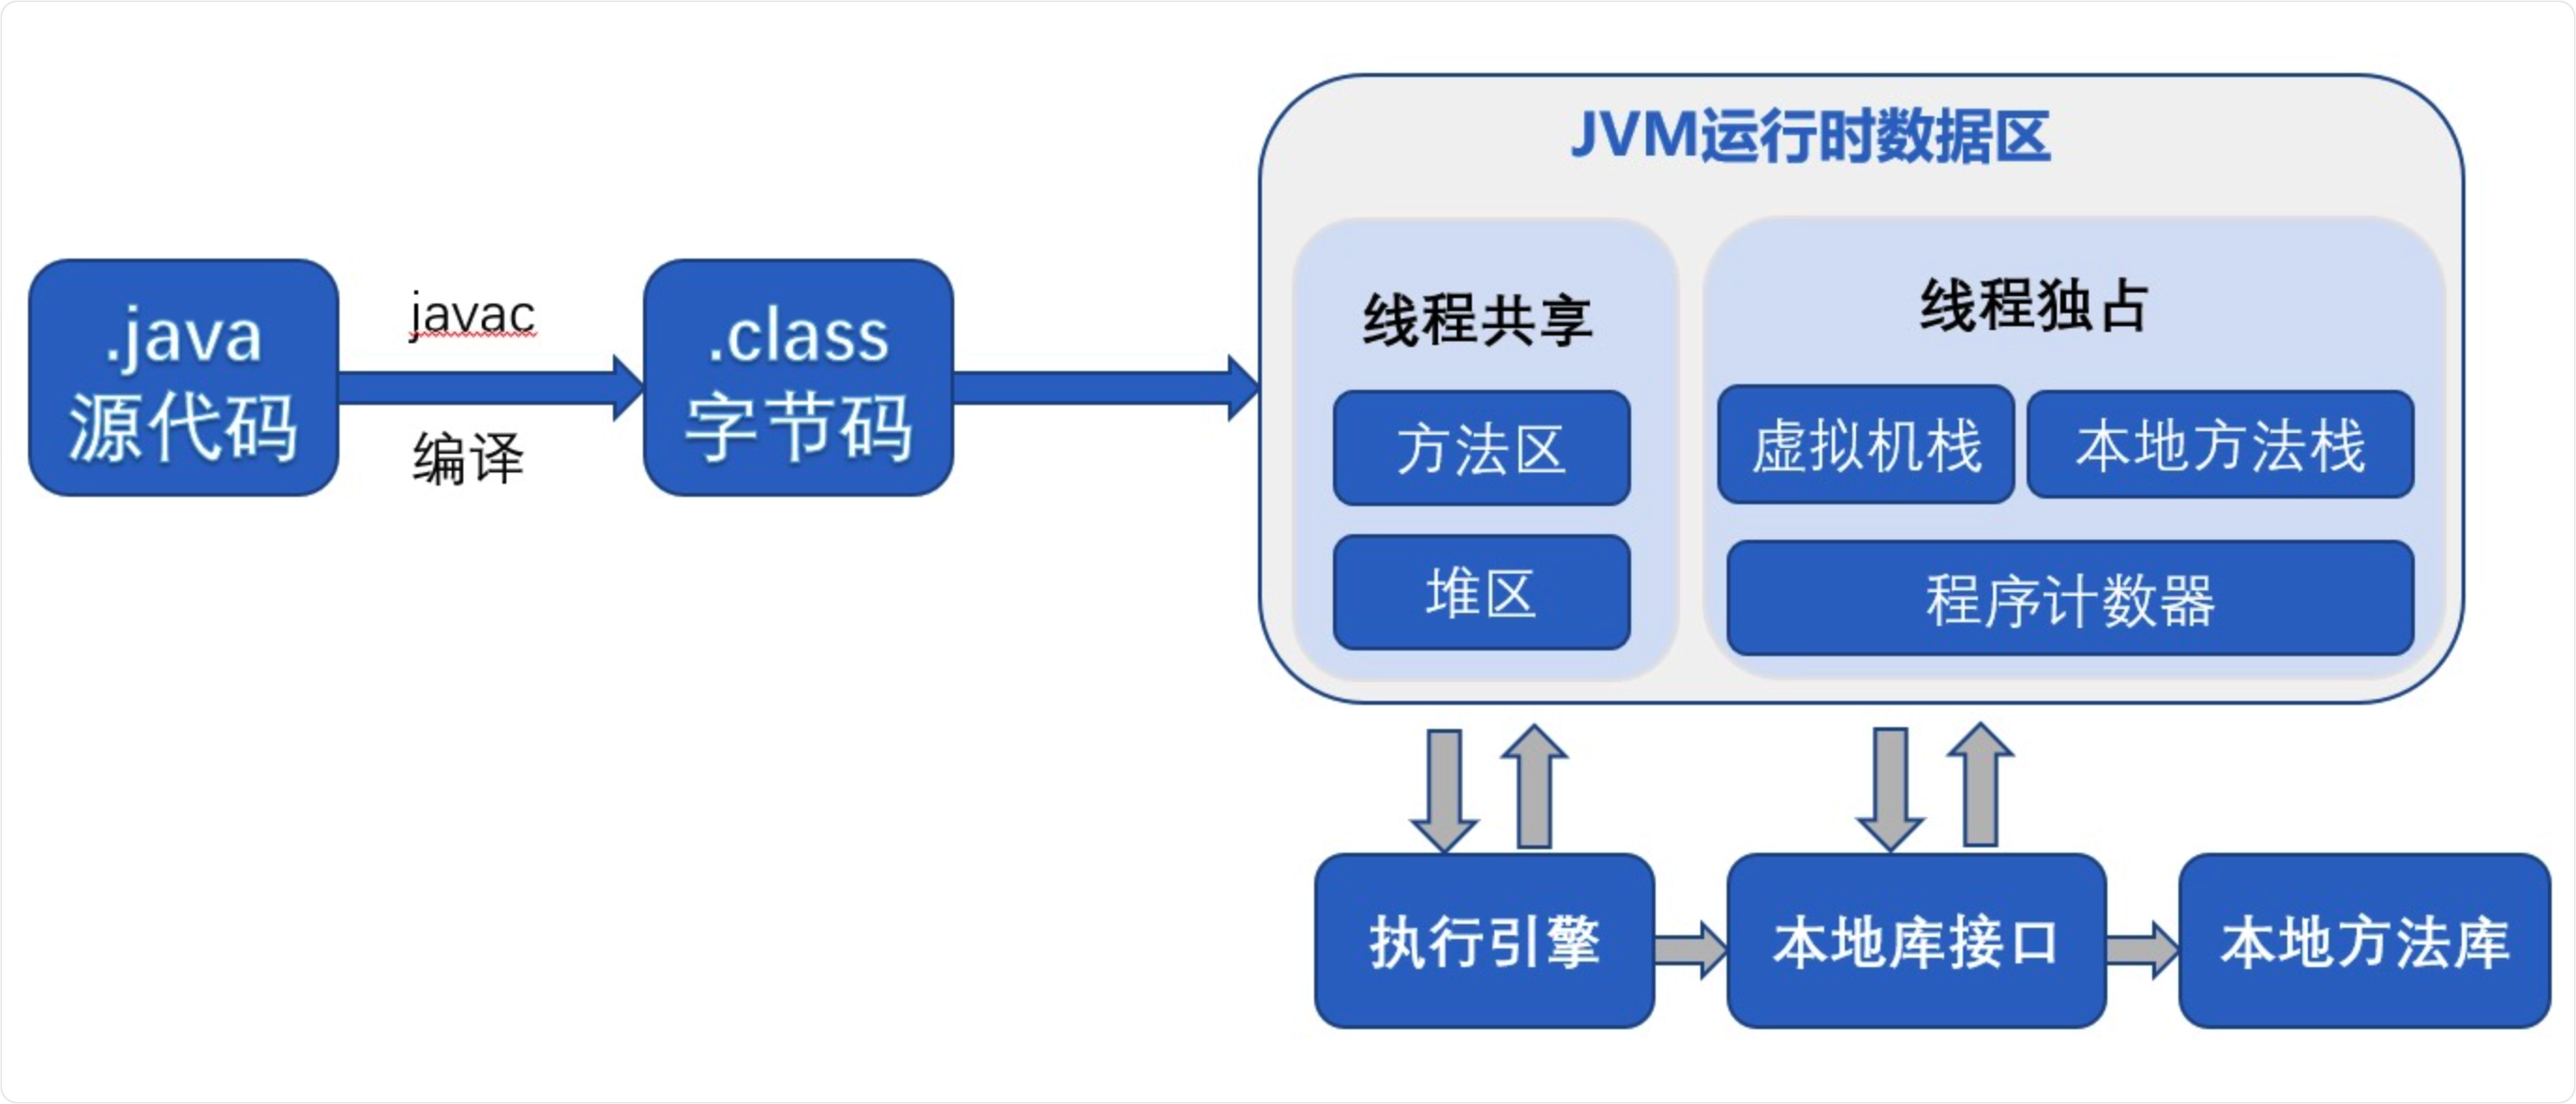 .java
源代码
javac
编译
.class
字节码
JVM运行时数据区
线程共享
方法区
堆区
线程独占
虚拟机栈
本地方法栈
程序计数器
执行引擎
本地库接口
本地方法库